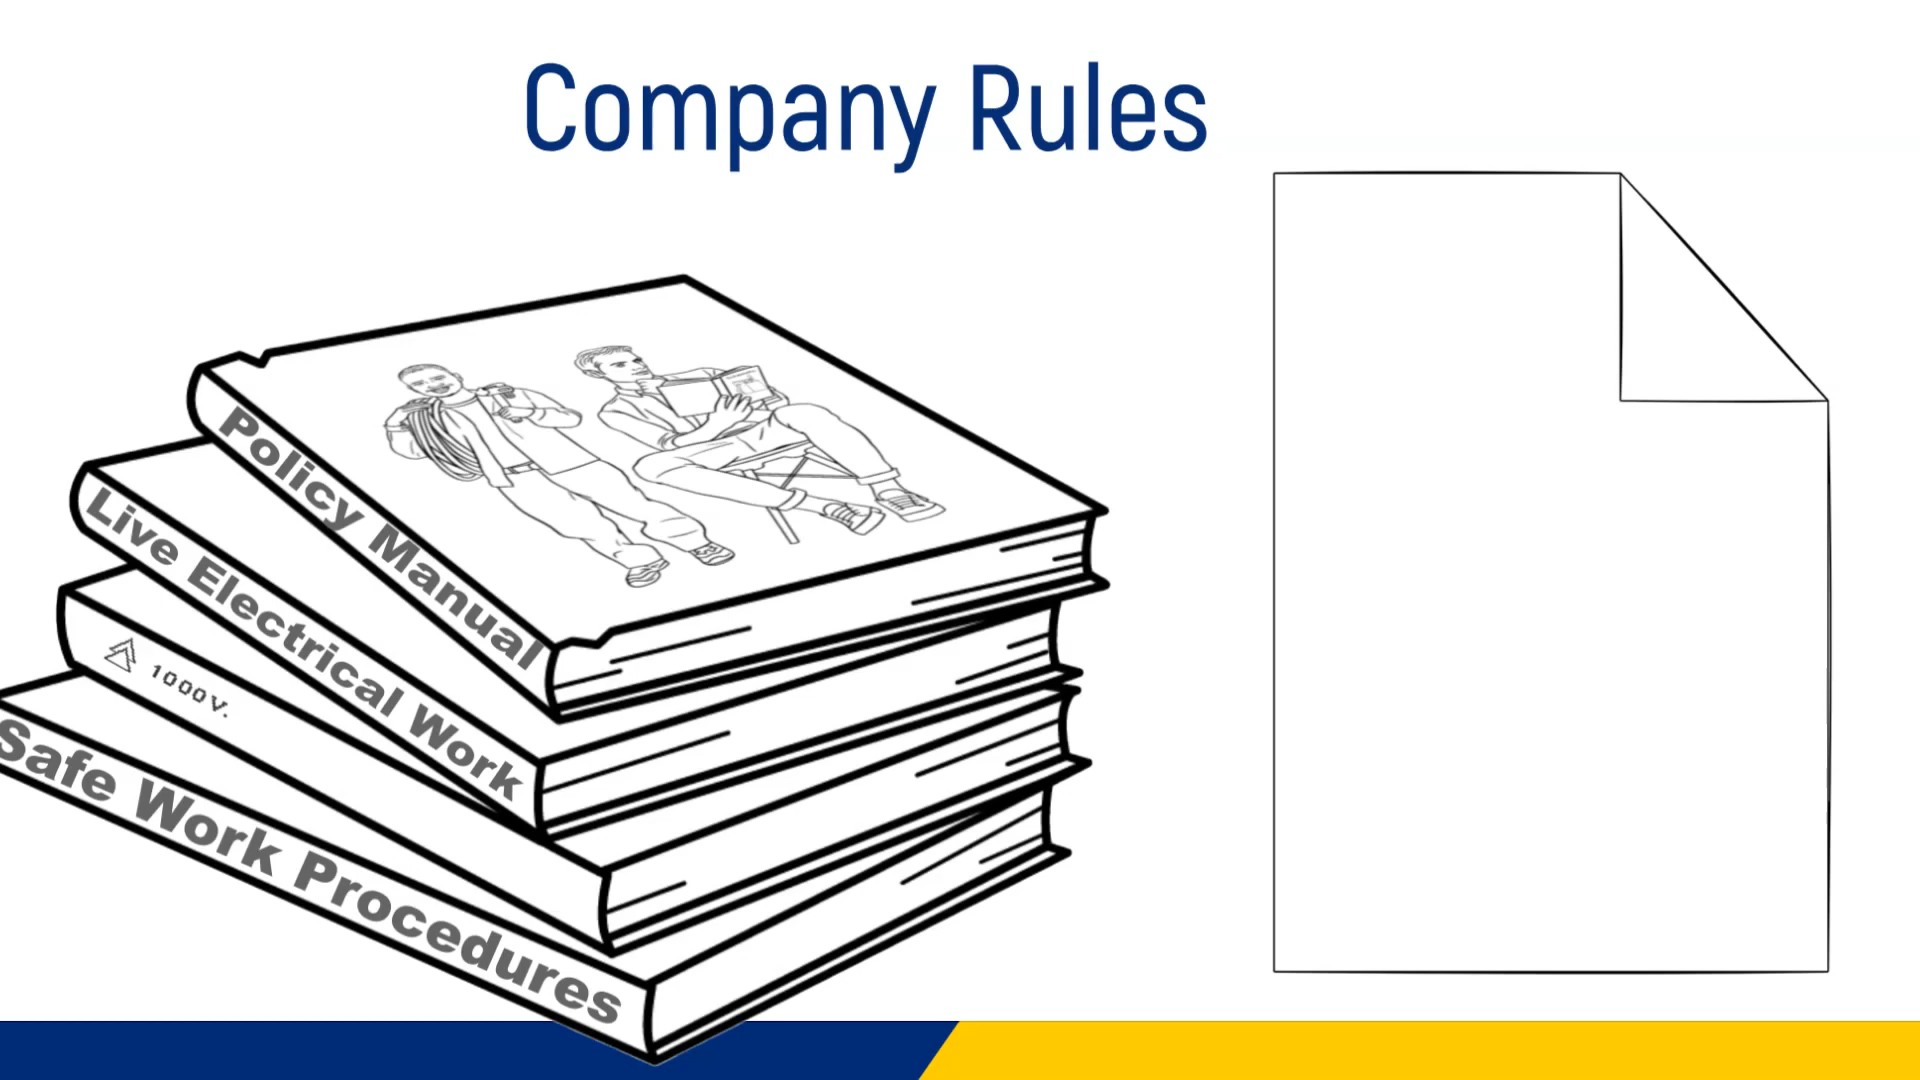 Company Rules
Policy Manual
Live Electrical Work
1000V.
Safe Work Procedures